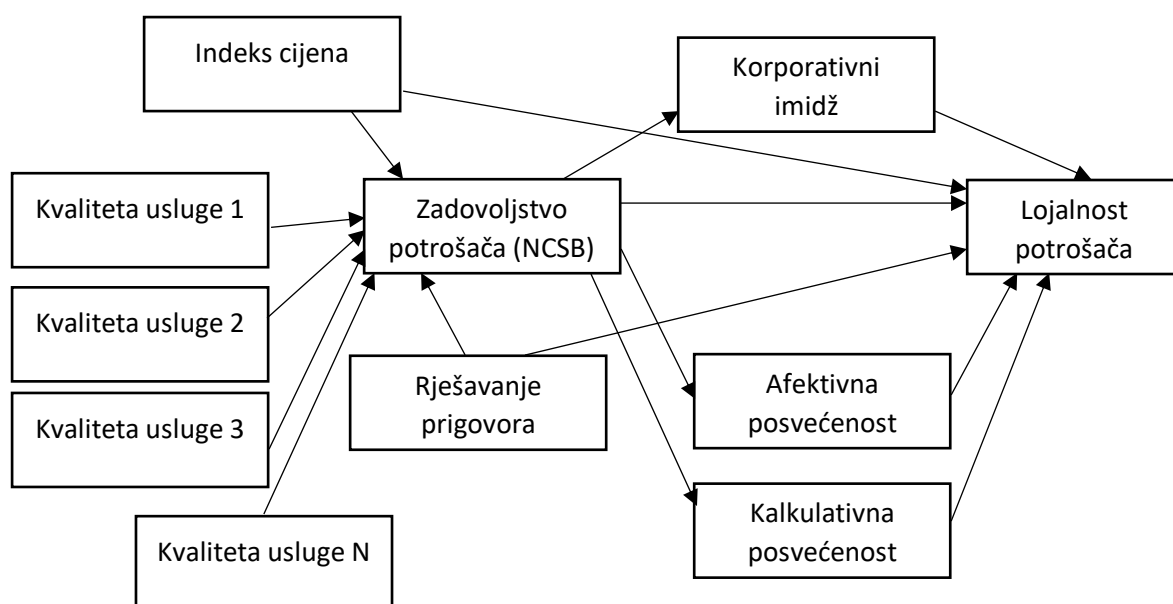 Indeks cijena
Korporativni
imidž
Kvaliteta usluge 1
Zadovoljstvo
potrošača (NCSB)
Lojalnost
potrošača
Kvaliteta usluge 2
Rješavanje
prigovora
Afektivna
posvećenost
Kvaliteta usluge 3
Kalkulativna
posvećenost
Kvaliteta usluge N